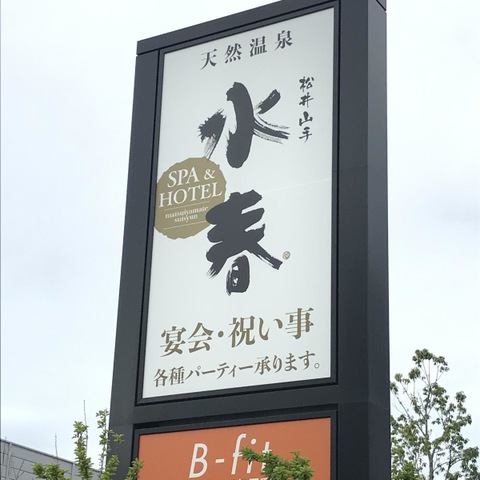 天然温泉
松井山手
水春
SPA &
HOTEL
matsuiyamate
suisyun
宴会・祝い事
各種パーティー承ります。
B-fit